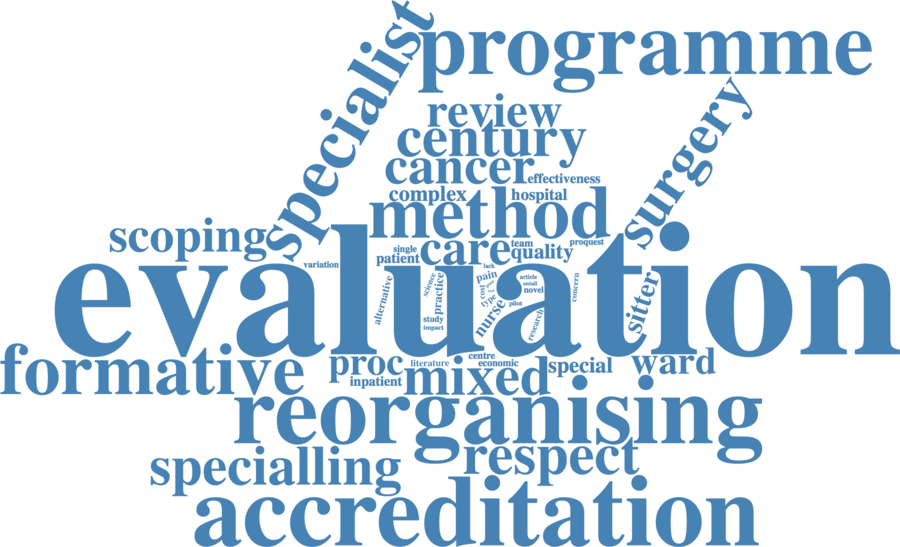 specialist
programme
review
century
surgery
cancer
effectiveness
complex
hospital
method
scoping
single
care
team
quality
proquest
patient
variation
evaluation
lack
pain
science
practice
alternative
cost
type
article
entail
novel
concern
pilot
nurse
research
sitter
study
impact
formative
proc
literature
centre
economic
special
ward
inpatient
mixed
reorganising
specialling
respect
accreditation